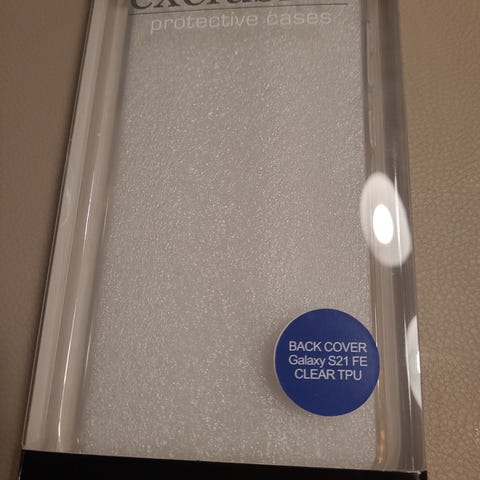 protective cases
BACK COVER
Galaxy S21 FE
CLEAR TPU